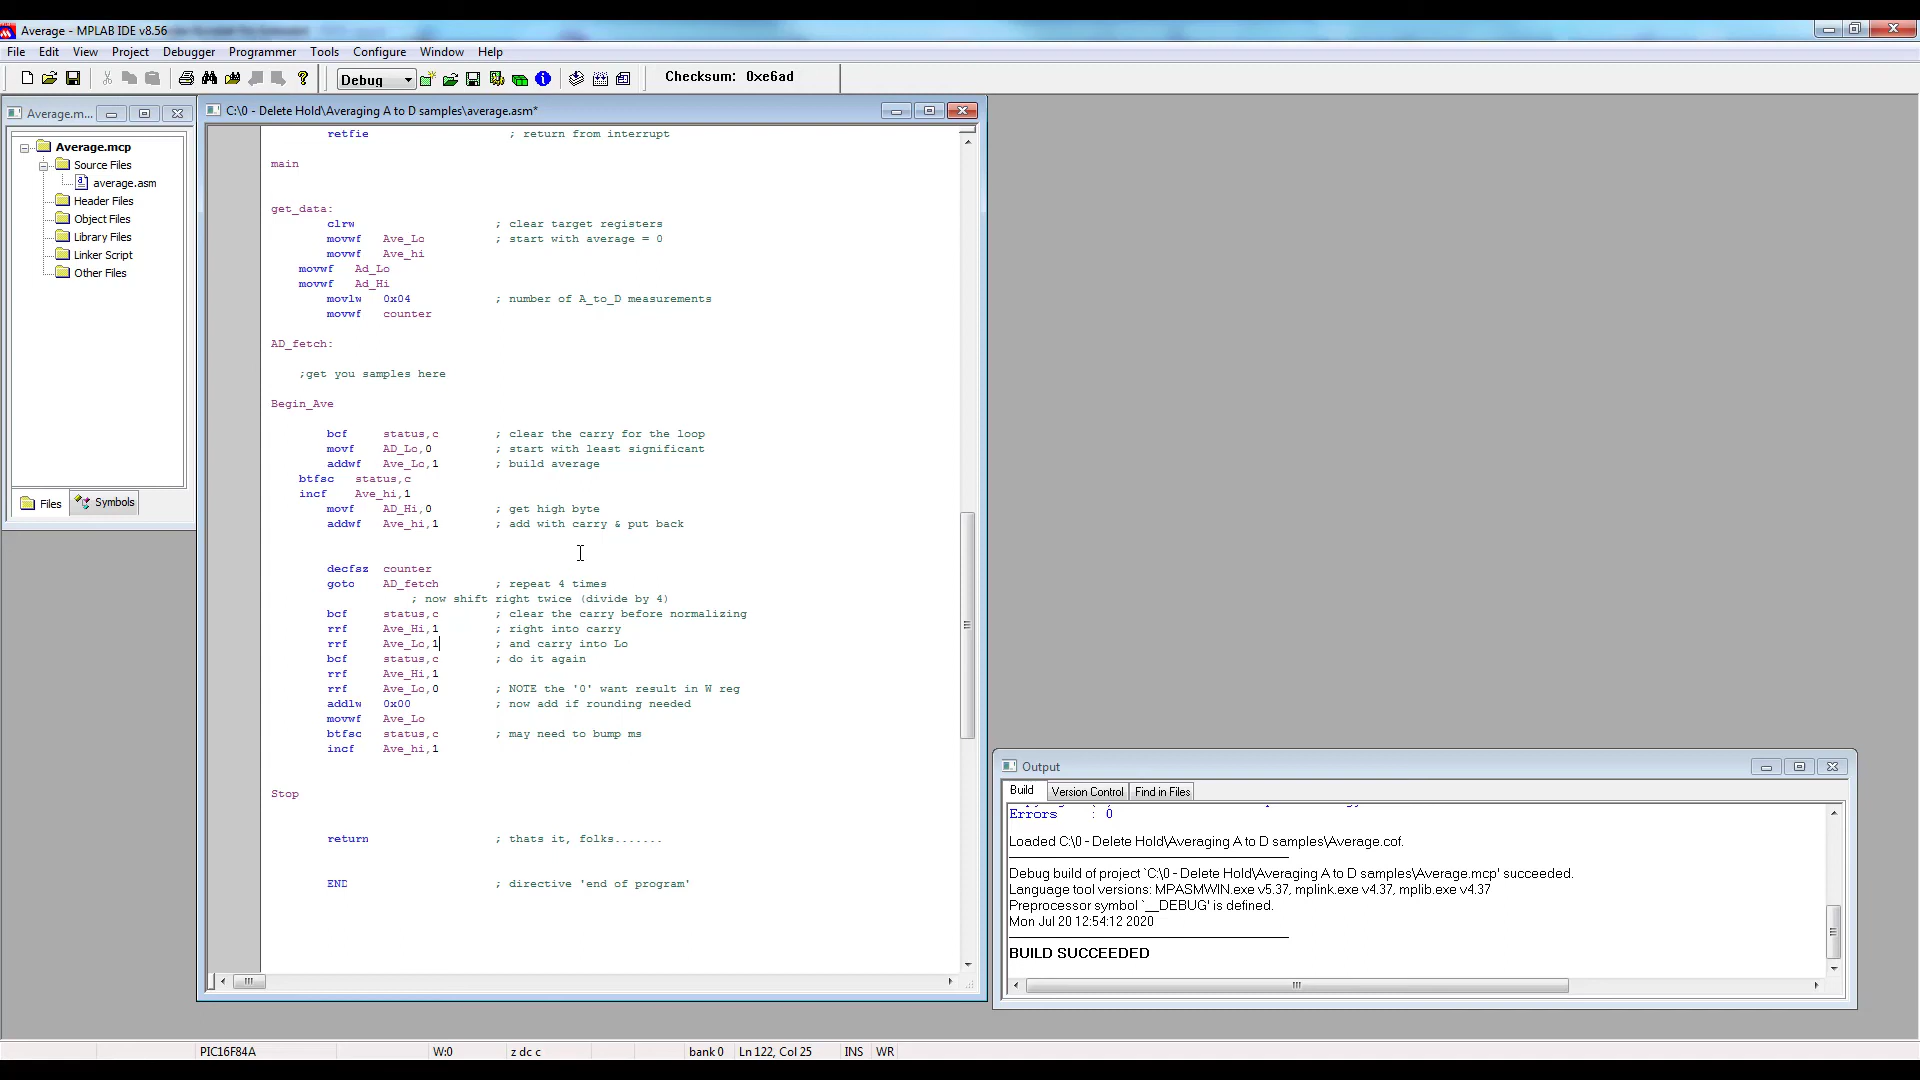 Average - MPLAB IDE v8.56
File Edit View Project Debugger Programmer Tools Configure Window Help
Debug Checksum: 0xe6ad
Average.m...
Average.mcp
Source Files
average.asm
Header Files
Object Files
Library Files
Linker Script
Other Files
Files Symbols
C:\0 - Delete Hold\Averaging A to D samples\average.asm*
retfie ; return from interrupt
main
get_data:
clrw ; clear target registers
movwf Ave_Lo ; start with average = 0
movwf Ave_hi
movwf Ad_Lo
movwf Ad_Hi
movlw 0x04 ; number of A_to_D measurements
movwf counter
AD_fetch:
;get you samples here
Begin_Ave
bcf status,c ; clear the carry for the loop
movf AD_Lo,0 ; start with least significant
addwf Ave_Lo,1 ; build average
btfsc status,c
incf Ave_hi,1
movf AD_Hi,0 ; get high byte
addwf Ave_hi,1 ; add with carry & put back
decfsz counter
goto AD_fetch ; repeat 4 times
; now shift right twice (divide by 4)
bcf status,c ; clear the carry before normalizing
rrf Ave_Hi,1 ; right into carry
rrf Ave_Lo,1 ; and carry into Lo
bcf status,c ; do it again
rrf Ave_Hi,1
rrf Ave_Lo,0 ; NOTE the '0' want result in W reg
addlw 0x00 ; now add if rounding needed
movwf Ave_Lo
btfsc status,c ; may need to bump ms
incf Ave_hi,1
Stop
return ; thats it, folks.......
END ; directive 'end of program'
Output
Build Version Control Find in Files
Errors : 0
Loaded C:\0 - Delete Hold\Averaging A to D samples\Average.cof.
Debug build of project `C:\0 - Delete Hold\Averaging A to D samples\Average.mcp' succeeded.
Language tool versions: MPASMWIN.exe v5.37, mplink.exe v4.37, mplib.exe v4.37
Preprocessor symbol `__DEBUG' is defined.
Mon Jul 20 12:54:12 2020
BUILD SUCCEEDED
PIC16F84A W:0 z dc c bank 0 Ln 122, Col 25 INS WR